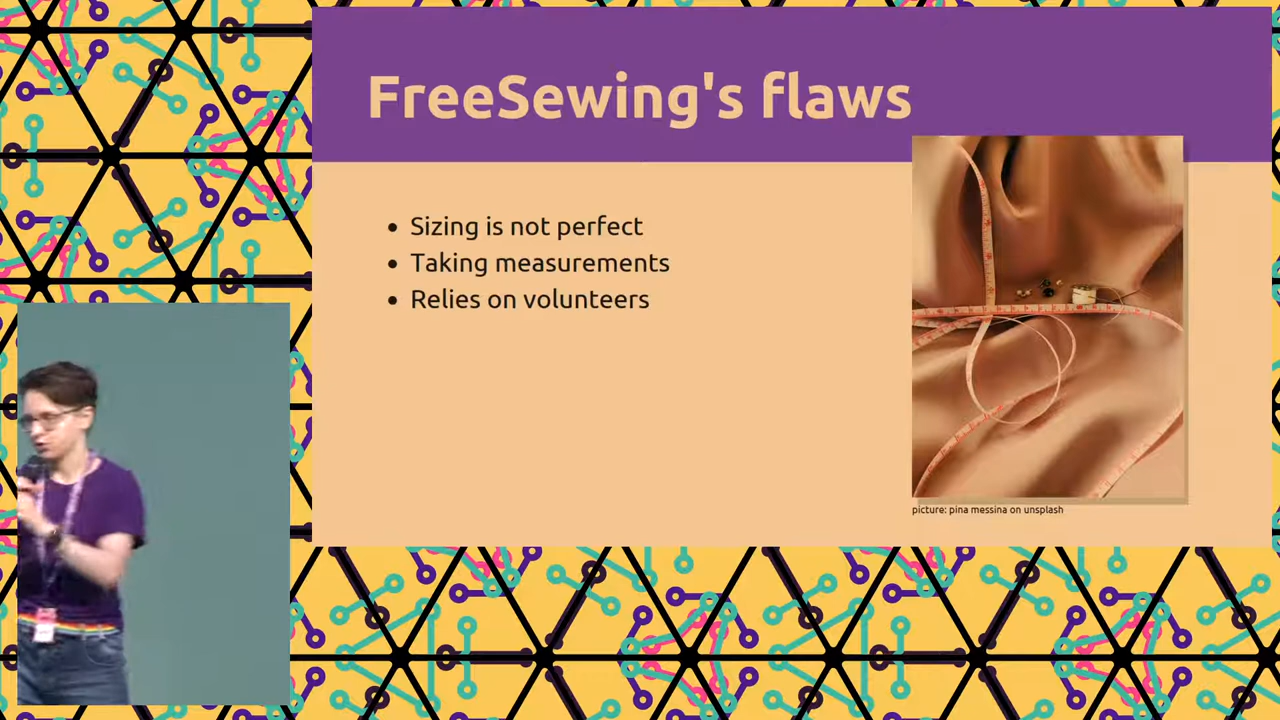 FreeSewing's flaws
Sizing is not perfect
Taking measurements
Relies on volunteers
picture: pina messina on unsplash